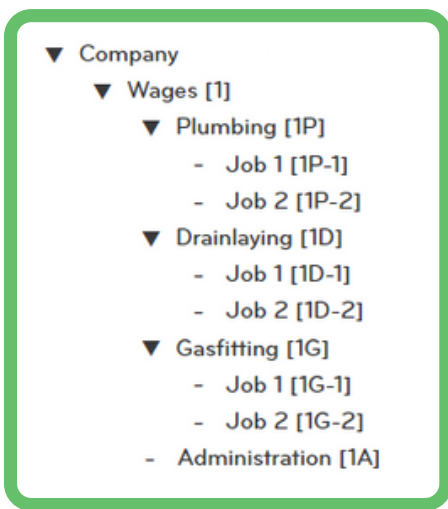 ▼ Company
▼ Wages [1]
▼ Plumbing [1P]
- Job 1 [1P-1]
- Job 2 [1P-2]
▼ Drainlaying [1D]
- Job 1 [1D-1]
- Job 2 [1D-2]
▼ Gasfitting [1G]
- Job 1 [1G-1]
- Job 2 [1G-2]
- Administration [1A]